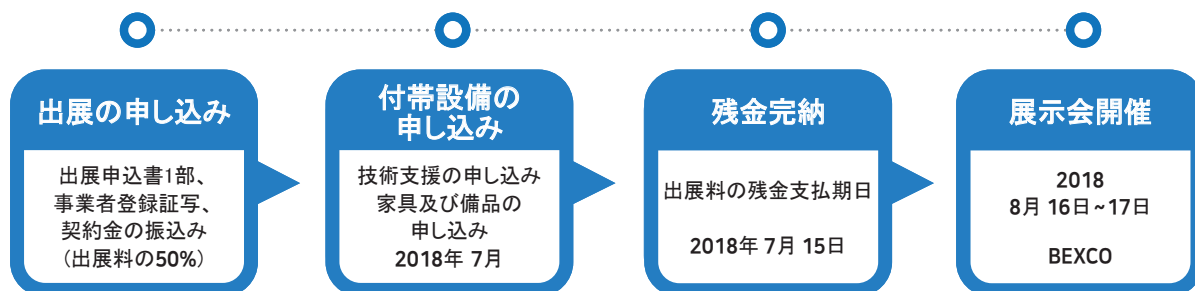 出展の申し込み
出展申込書1部、
事業者登録証写、
契約金の振込み
(出展料の50%)
付帯設備の
申し込み
技術支援の申し込み
家具及び備品の
申し込み
2018年 7月
残金完納
出展料の残金支払期日
2018年 7月 15日
展示会開催
2018
8月 16日~17日
BEXCO